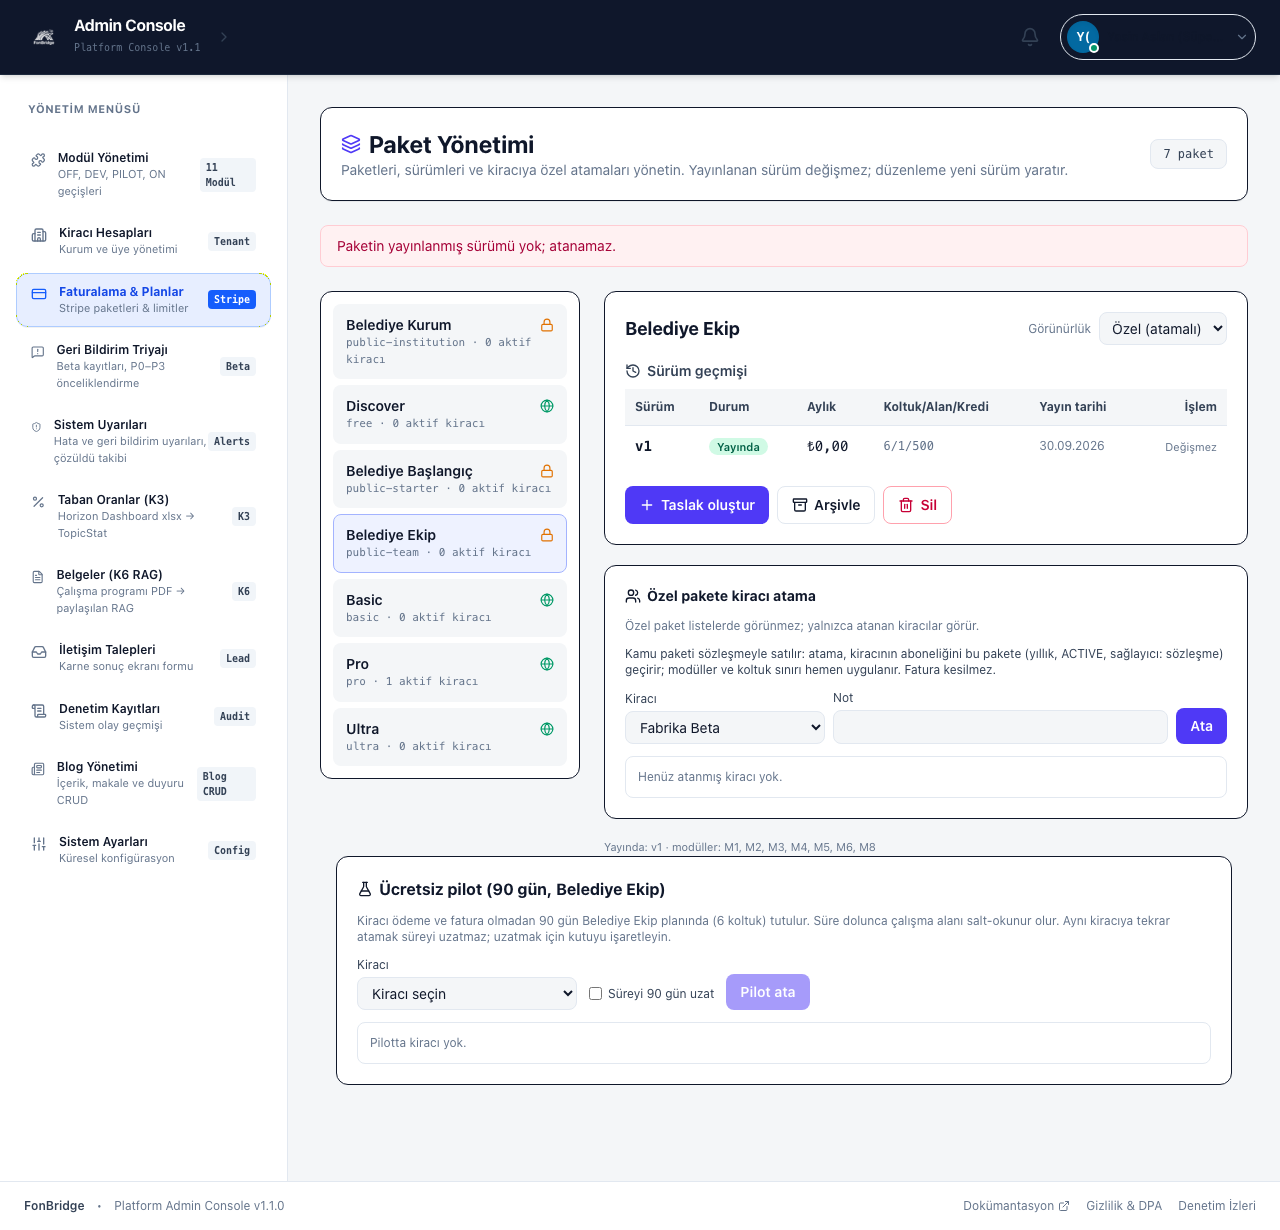 FonBridge
Admin Console
Platform Console v1.1
Y(
YÖNETİM MENÜSÜ
Modül Yönetimi
OFF, DEV, PILOT, ON
geçişleri
11
Modül
Kiracı Hesapları
Kurum ve üye yönetimi
Tenant
Faturalama & Planlar
Stripe paketleri & limitler
Stripe
Geri Bildirim Triyajı
Beta kayıtları, P0–P3
önceliklendirme
Beta
Sistem Uyarıları
Hata ve geri bildirim uyarıları,
çözüldü takibi
Alerts
Taban Oranlar (K3)
Horizon Dashboard xlsx →
TopicStat
K3
Belgeler (K6 RAG)
Çalışma programı PDF →
paylaşılan RAG
K6
İletişim Talepleri
Karne sonuç ekranı formu
Lead
Denetim Kayıtları
Sistem olay geçmişi
Audit
Blog Yönetimi
İçerik, makale ve duyuru
CRUD
Blog
CRUD
Sistem Ayarları
Küresel konfigürasyon
Config
Paket Yönetimi
Paketleri, sürümleri ve kiracıya özel atamaları yönetin. Yayınlanan sürüm değişmez; düzenleme yeni sürüm yaratır.
7 paket
Paketin yayınlanmış sürümü yok; atanamaz.
Belediye Kurum
public-institution · 0 aktif
kiracı
Discover
free · 0 aktif kiracı
Belediye Başlangıç
public-starter · 0 aktif kiracı
Belediye Ekip
public-team · 0 aktif kiracı
Basic
basic · 0 aktif kiracı
Pro
pro · 1 aktif kiracı
Ultra
ultra · 0 aktif kiracı
Belediye Ekip
Görünürlük
Özel (atamalı)
Sürüm geçmişi
Sürüm Durum Aylık Koltuk/Alan/Kredi Yayın tarihi İşlem
v1 Yayında ₺0,00 6/1/500 30.09.2026 Değişmez
+ Taslak oluştur
Arşivle
Sil
Özel pakete kiracı atama
Özel paket listelerde görünmez; yalnızca atanan kiracılar görür.
Kamu paketi sözleşmeyle satılır: atama, kiracının aboneliğini bu pakete (yıllık, ACTIVE, sağlayıcı: sözleşme)
geçirir; modüller ve koltuk sınırı hemen uygulanır. Fatura kesilmez.
Kiracı
Not
Fabrika Beta
Ata
Henüz atanmış kiracı yok.
Yayında: v1 · modüller: M1, M2, M3, M4, M5, M6, M8
Ücretsiz pilot (90 gün, Belediye Ekip)
Kiracı ödeme ve fatura olmadan 90 gün Belediye Ekip planında (6 koltuk) tutulur. Süre dolunca çalışma alanı salt-okunur olur. Aynı kiracıya tekrar
atamak süreyi uzatmaz; uzatmak için kutuyu işaretleyin.
Kiracı
Kiracı seçin
Süreyi 90 gün uzat
Pilot ata
Pilotta kiracı yok.
FonBridge • Platform Admin Console v1.1.0
Dokümantasyon
Gizlilik & DPA
Denetim İzleri